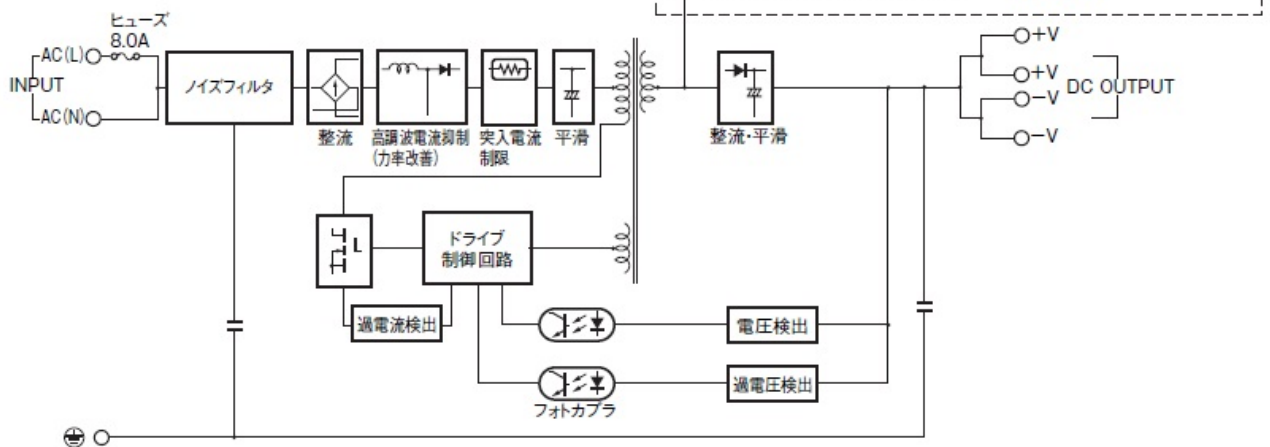 ヒューズ
8.0A
AC(L)
INPUT
AC(N)
ノイズフィルタ
整流
高調波電流抑制
(力率改善)
突入電流
制限
平滑
整流・平滑
+V
+V
DC OUTPUT
-V
-V
ドライブ
制御回路
過電流検出
電圧検出
過電圧検出
フォトカプラ